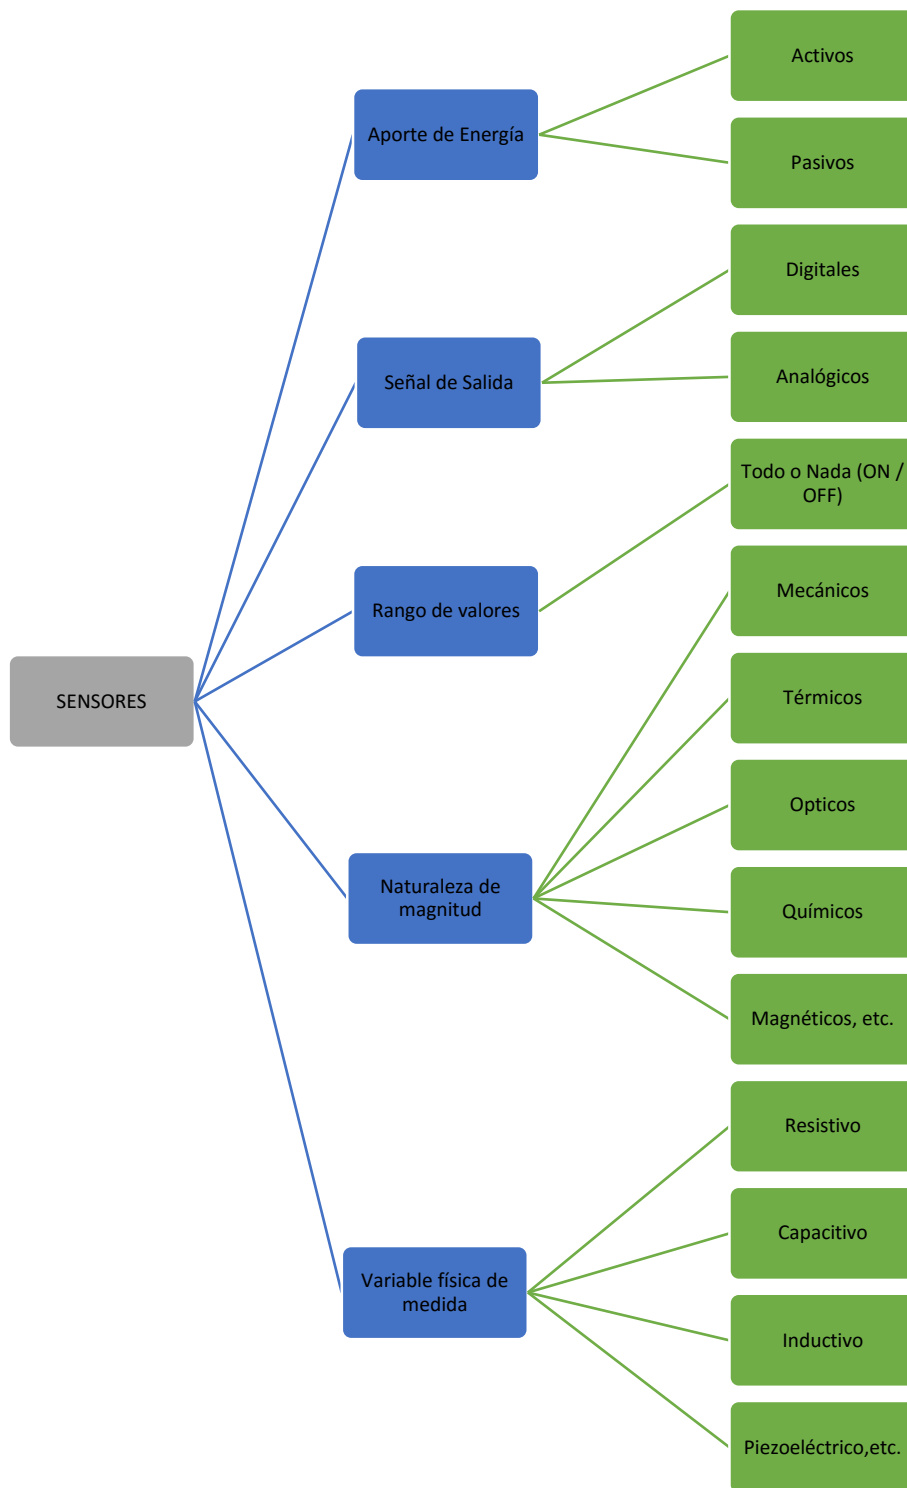 SENSORES
Aporte de Energía
Activos
Pasivos
Señal de Salida
Digitales
Analógicos
Rango de valores
Todo o Nada (ON /
OFF)
Naturaleza de
magnitud
Mecánicos
Térmicos
Opticos
Químicos
Magnéticos, etc.
Variable física de
medida
Resistivo
Capacitivo
Inductivo
Piezoeléctrico,etc.